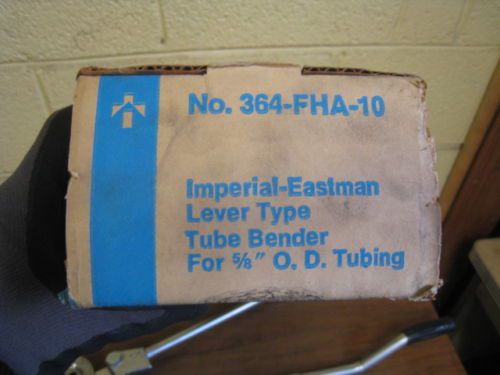 No. 364-FHA-10
Imperial-Eastman
Lever Type
Tube Bender
For ⅝" O. D. Tubing